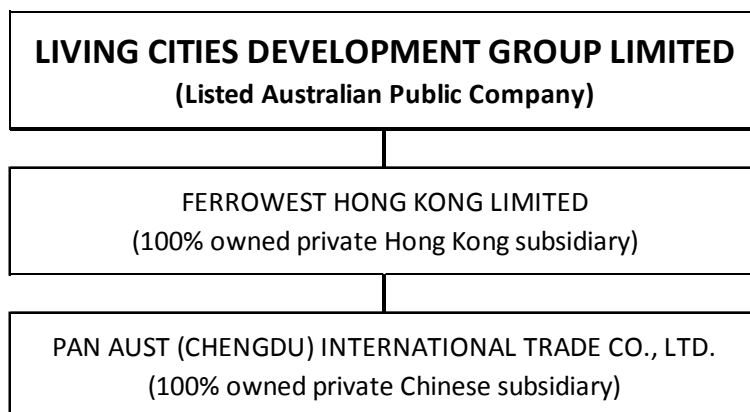 LIVING CITIES DEVELOPMENT GROUP LIMITED
(Listed Australian Public Company)
FERROWEST HONG KONG LIMITED
(100% owned private Hong Kong subsidiary)
PAN AUST (CHENGDU) INTERNATIONAL TRADE CO., LTD.
(100% owned private Chinese subsidiary)